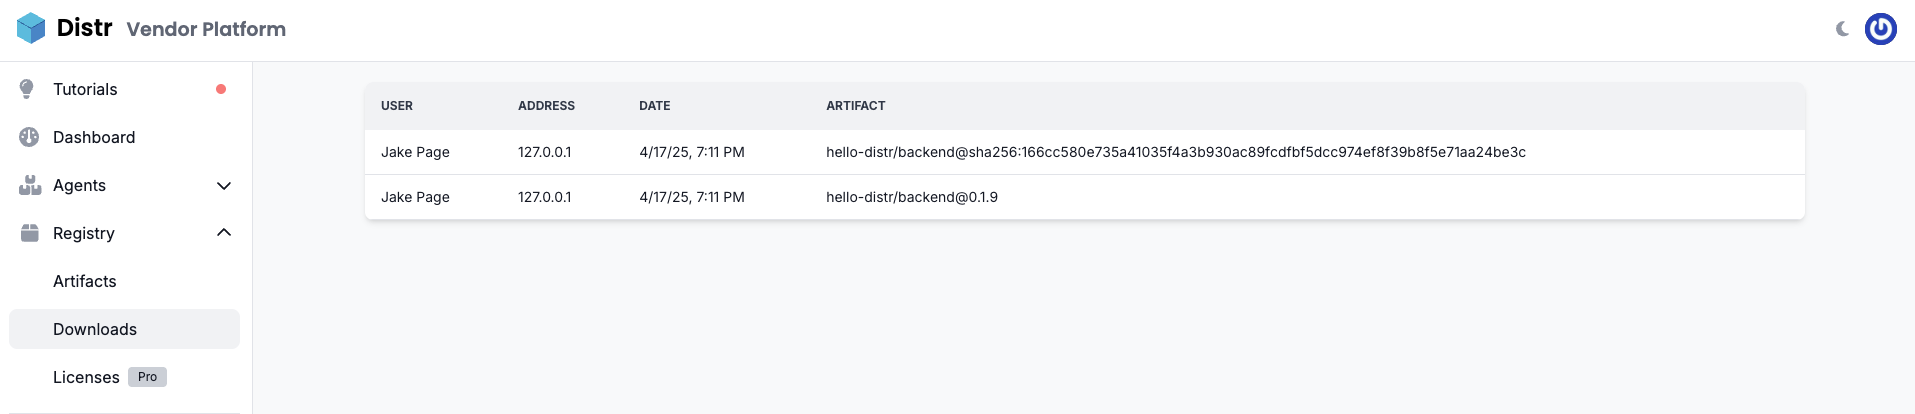 Distr Vendor Platform
Tutorials
Dashboard
Agents
Registry
Artifacts
Downloads
Licenses Pro
USER ADDRESS DATE ARTIFACT
Jake Page 127.0.0.1 4/17/25, 7:11 PM hello-distr/backend@sha256:166cc580e735a41035f4a3b930ac89fcdfbf5dcc974ef8f39b8f5e71aa24be3c
Jake Page 127.0.0.1 4/17/25, 7:11 PM hello-distr/backend@0.1.9